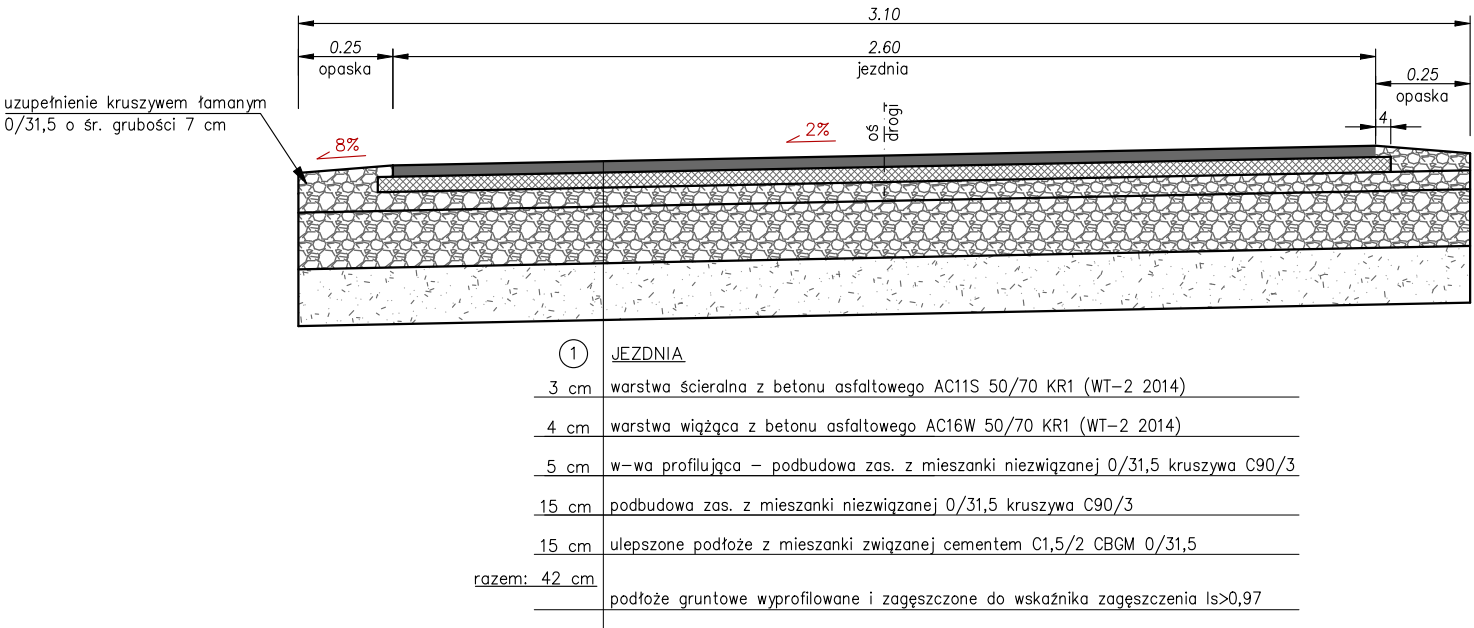 3.10
0.25
opaska
2.60
jezdnia
0.25
opaska
4
uzupełnienie kruszywem łamanym
0/31,5 o śr. grubości 7 cm
8%
2%
oś
drogi
1 JEZDNIA
3 cm warstwa ścieralna z betonu asfaltowego AC11S 50/70 KR1 (WT-2 2014)
4 cm warstwa wiążąca z betonu asfaltowego AC16W 50/70 KR1 (WT-2 2014)
5 cm w-wa profilująca - podbudowa zas. z mieszanki niezwiązanej 0/31,5 kruszywa C90/3
15 cm podbudowa zas. z mieszanki niezwiązanej 0/31,5 kruszywa C90/3
15 cm ulepszone podłoże z mieszanki związanej cementem C1,5/2 CBGM 0/31,5
razem: 42 cm
podłoże gruntowe wyprofilowane i zagęszczone do wskaźnika zagęszczenia Is>0,97